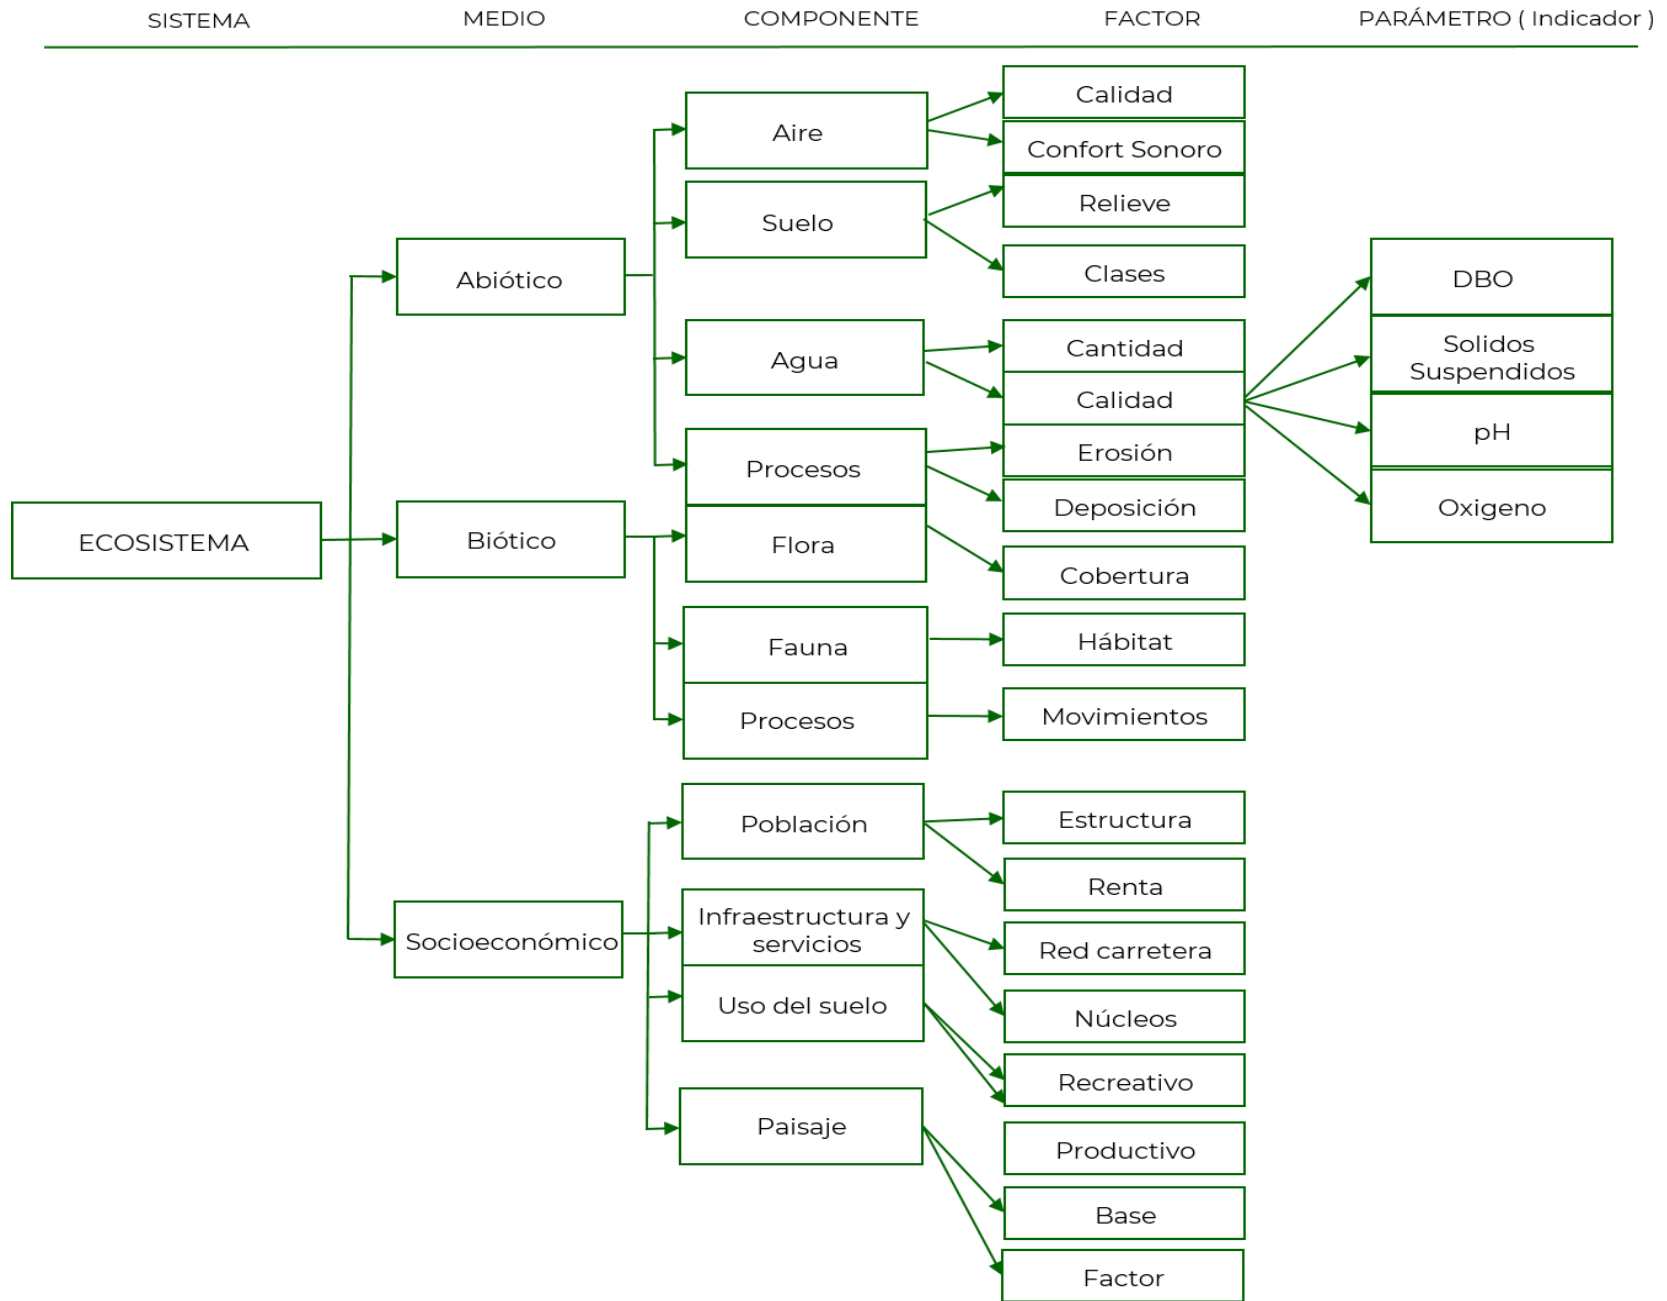 SISTEMA
MEDIO
COMPONENTE
FACTOR
PARÁMETRO ( Indicador )
ECOSISTEMA
Abiótico
Biótico
Socioeconómico
Aire
Suelo
Agua
Procesos
Flora
Fauna
Procesos
Población
Infraestructura y
servicios
Uso del suelo
Paisaje
Calidad
Confort Sonoro
Relieve
Clases
Cantidad
Calidad
Erosión
Deposición
Cobertura
Hábitat
Movimientos
Estructura
Renta
Red carretera
Núcleos
Recreativo
Productivo
Base
Factor
DBO
Solidos
Suspendidos
pH
Oxigeno